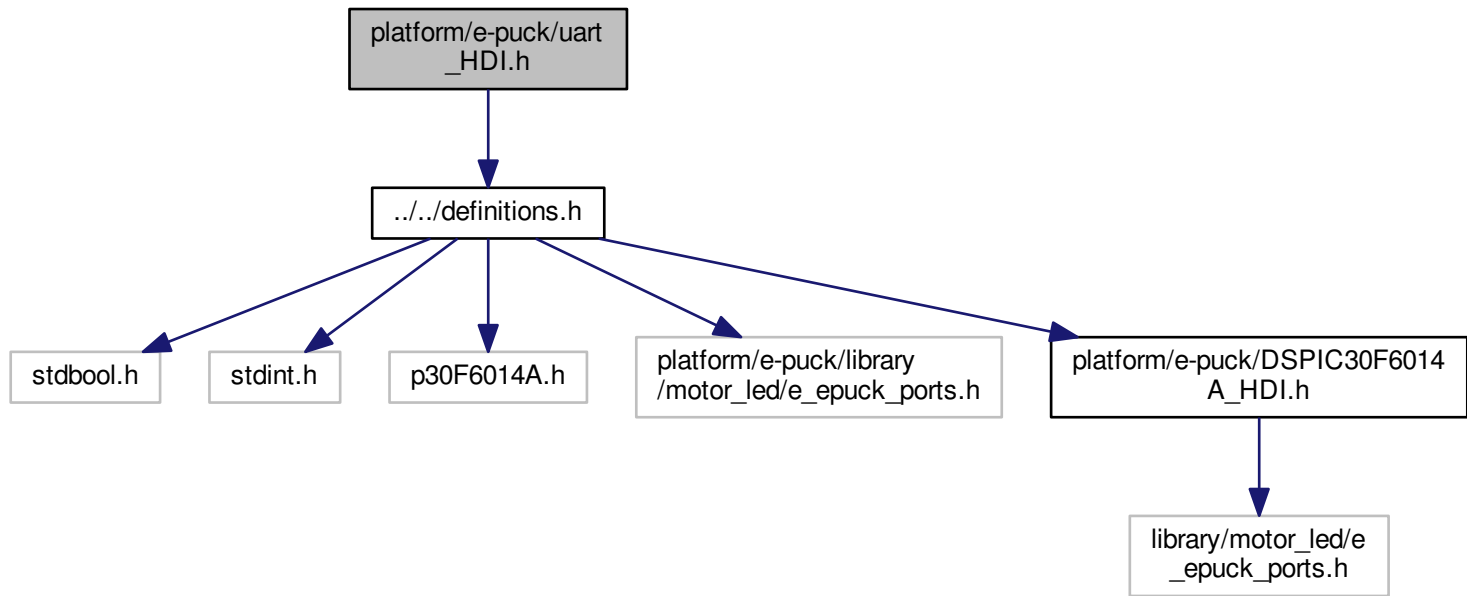 platform/e-puck/uart
_HDI.h
../../definitions.h
stdbool.h
stdint.h
p30F6014A.h
platform/e-puck/library
/motor_led/e_epuck_ports.h
platform/e-puck/DSPIC30F6014
A_HDI.h
library/motor_led/e
_epuck_ports.h